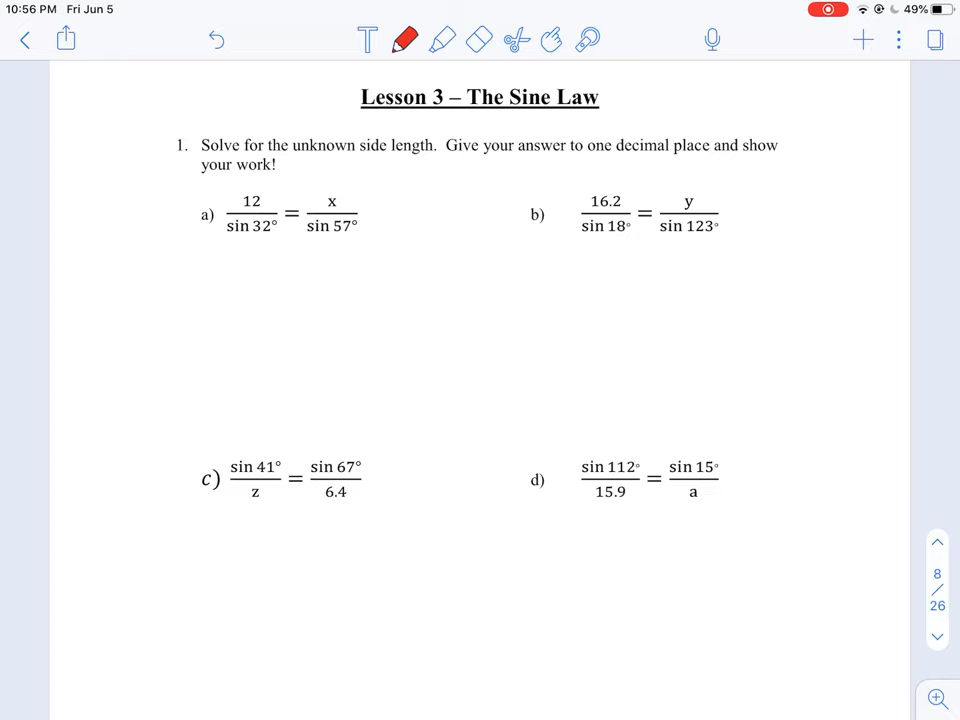 10:56 PM Fri Jun 5 49%
T
Lesson 3 – The Sine Law
1. Solve for the unknown side length. Give your answer to one decimal place and show
your work!
a) 12/sin 32° = x/sin 57° b) 16.2/sin 18° = y/sin 123°
c) sin 41°/z = sin 67°/6.4 d) sin 112°/15.9 = sin 15°/a
8
/
26